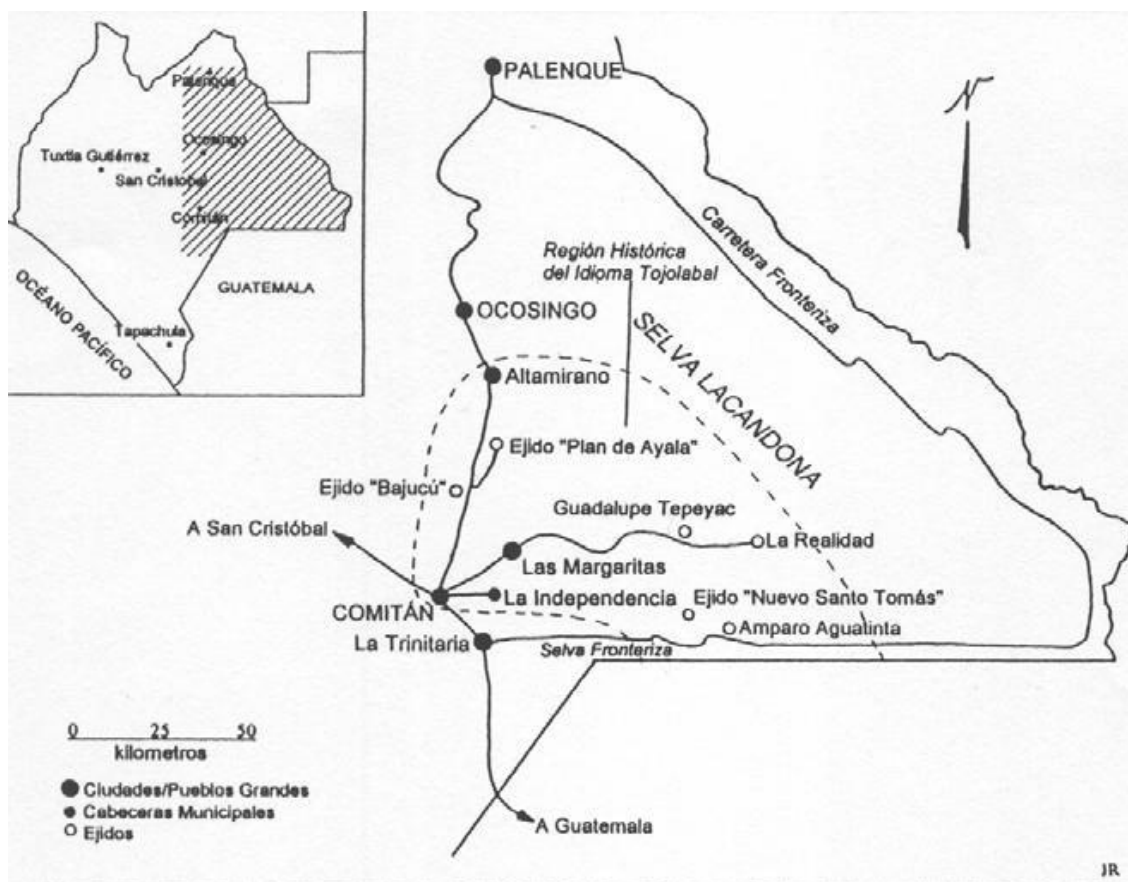 Palenque
Ocosingo
Tuxtla Gutiérrez
San Cristobal
Comitán
OCÉANO PACÍFICO
GUATEMALA
Tapachula
PALENQUE
Carretera Fronteriza
Región Histórica
del Idioma Tojolabal
OCOSINGO
SELVA LACANDONA
Altamirano
Ejido "Plan de Ayala"
Ejido "Bajucú"
Guadalupe Tepeyac
A San Cristóbal
La Realidad
Las Margaritas
La Independencia
Ejido "Nuevo Santo Tomás"
COMITÁN
Amparo Aguatinta
La Trinitaria
Selva Fronteriza
0 25 50
kilometros
Ciudades/Pueblos Grandes
Cabeceras Municipales
Ejidos
A Guatemala
JR